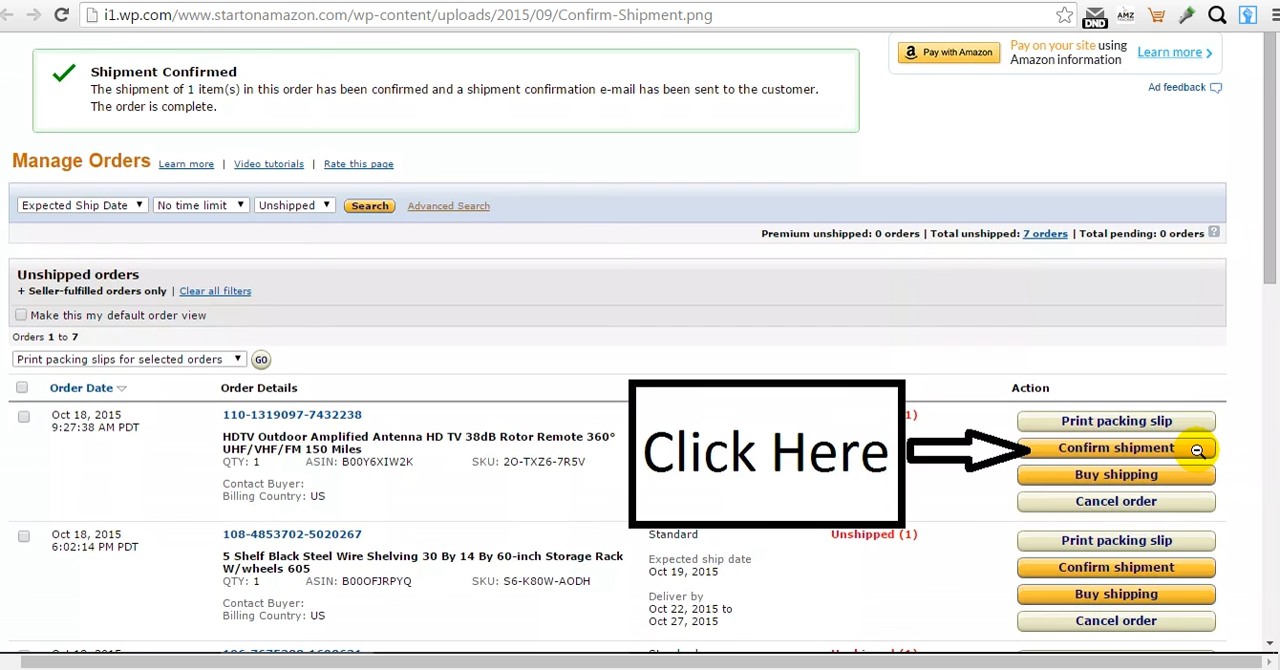 i1.wp.com/www.startonamazon.com/wp-content/uploads/2015/09/Confirm-Shipment.png
DND
AMZ
Shipment Confirmed
The shipment of 1 item(s) in this order has been confirmed and a shipment confirmation e-mail has been sent to the customer.
The order is complete.
a Pay with Amazon
Pay on your site using
Amazon information
Learn more
Ad feedback
Manage Orders Learn more | Video tutorials | Rate this page
Expected Ship Date No time limit Unshipped Search Advanced Search
Premium unshipped: 0 orders | Total unshipped: 7 orders | Total pending: 0 orders ?
Unshipped orders
+ Seller-fulfilled orders only | Clear all filters
Make this my default order view
Orders 1 to 7
Print packing slips for selected orders GO
Order Date Order Details Action
Oct 18, 2015
9:27:38 AM PDT
110-1319097-7432238
HDTV Outdoor Amplified Antenna HD TV 38dB Rotor Remote 360°
UHF/VHF/FM 150 Miles
QTY: 1 ASIN: B00Y6XIW2K SKU: 2O-TXZ6-7R5V
Contact Buyer:
Billing Country: US
Click Here
1)
Print packing slip
Confirm shipment
Buy shipping
Cancel order
Oct 18, 2015
6:02:14 PM PDT
108-4853702-5020267
5 Shelf Black Steel Wire Shelving 30 By 14 By 60-inch Storage Rack
W/wheels 605
QTY: 1 ASIN: B00OFJRPYQ SKU: S6-K80W-AODH
Contact Buyer:
Billing Country: US
Standard
Expected ship date
Oct 19, 2015
Deliver by
Oct 22, 2015 to
Oct 27, 2015
Unshipped (1)
Print packing slip
Confirm shipment
Buy shipping
Cancel order